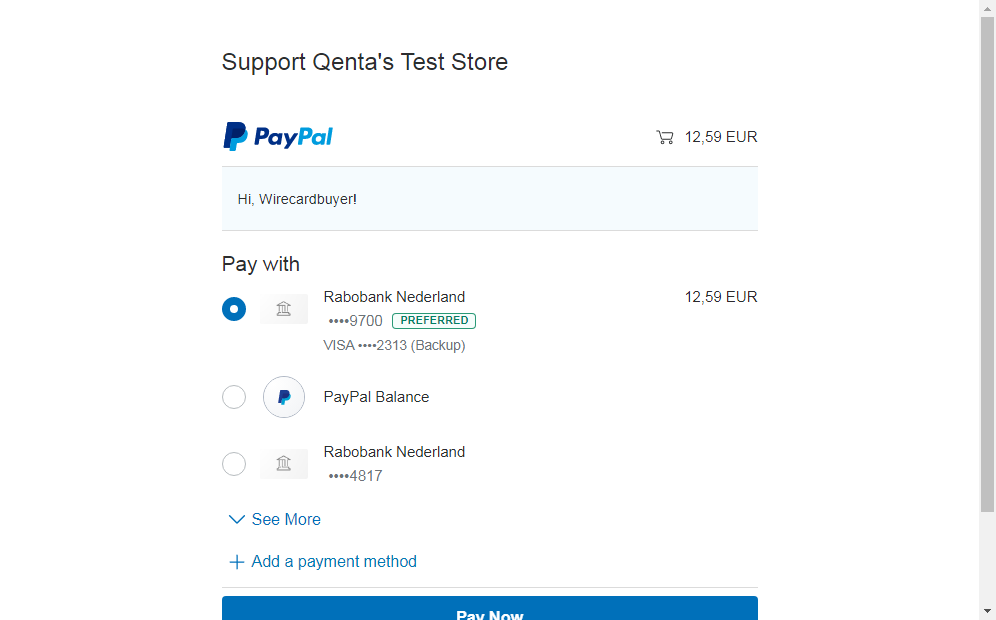 Support Qenta's Test Store
PayPal
12,59 EUR
Hi, Wirecardbuyer!
Pay with
Rabobank Nederland
12,59 EUR
••••9700 PREFERRED
VISA ••••2313 (Backup)
PayPal Balance
Rabobank Nederland
••••4817
See More
Add a payment method
Pay Now